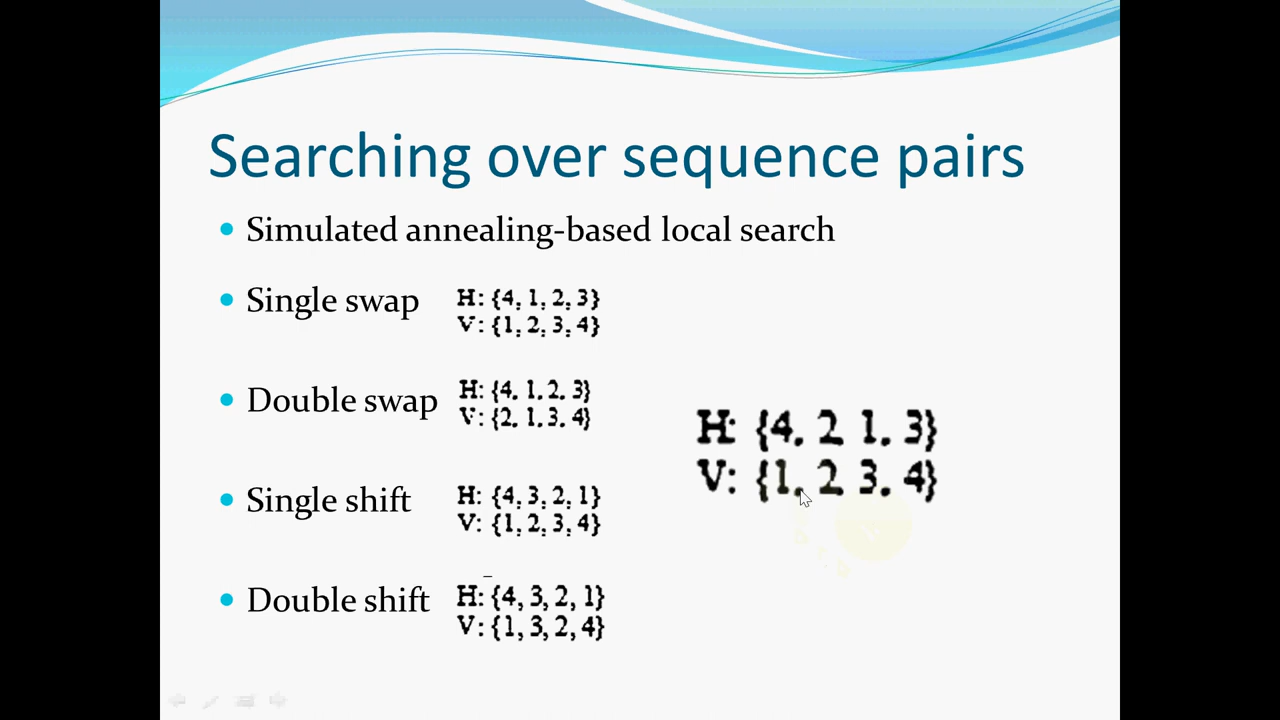 Searching over sequence pairs
• Simulated annealing-based local search
• Single swap
H: {4, 1, 2, 3}
V: {1, 2, 3, 4}
• Double swap
H: {4, 1, 2, 3}
V: {2, 1, 3, 4}
• Single shift
H: {4, 3, 2, 1}
V: {1, 2, 3, 4}
• Double shift
H: {4, 3, 2, 1}
V: {1, 3, 2, 4}
H: {4, 2 1, 3}
V: {1, 2 3, 4}